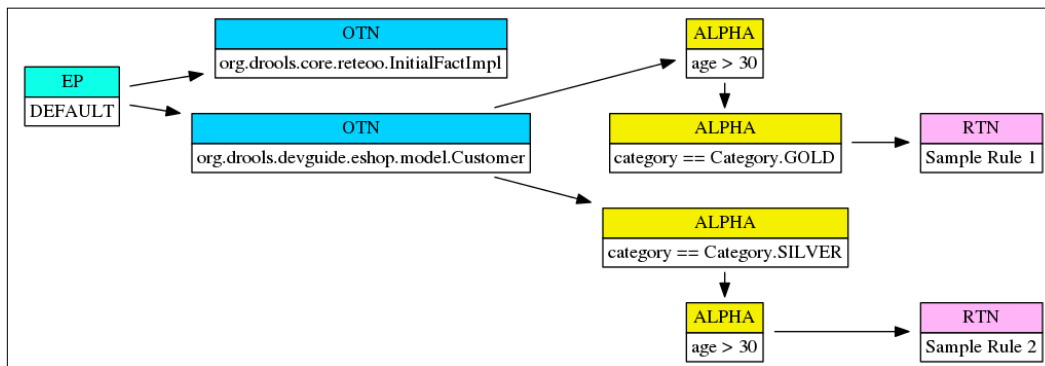 OTN
org.drools.core.reteoo.InitialFactImpl
ALPHA
age > 30
EP
DEFAULT
OTN
org.drools.devguide.eshop.model.Customer
ALPHA
category == Category.GOLD
RTN
Sample Rule 1
ALPHA
category == Category.SILVER
ALPHA
age > 30
RTN
Sample Rule 2